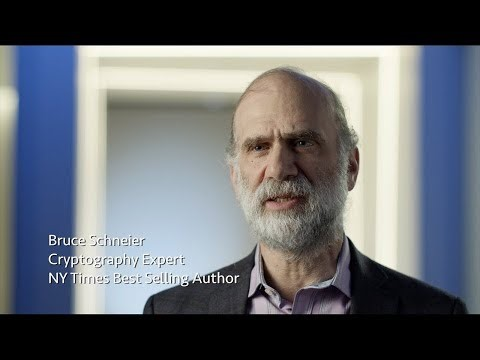 Bruce Schneier
Cryptography Expert
NY Times Best Selling Author